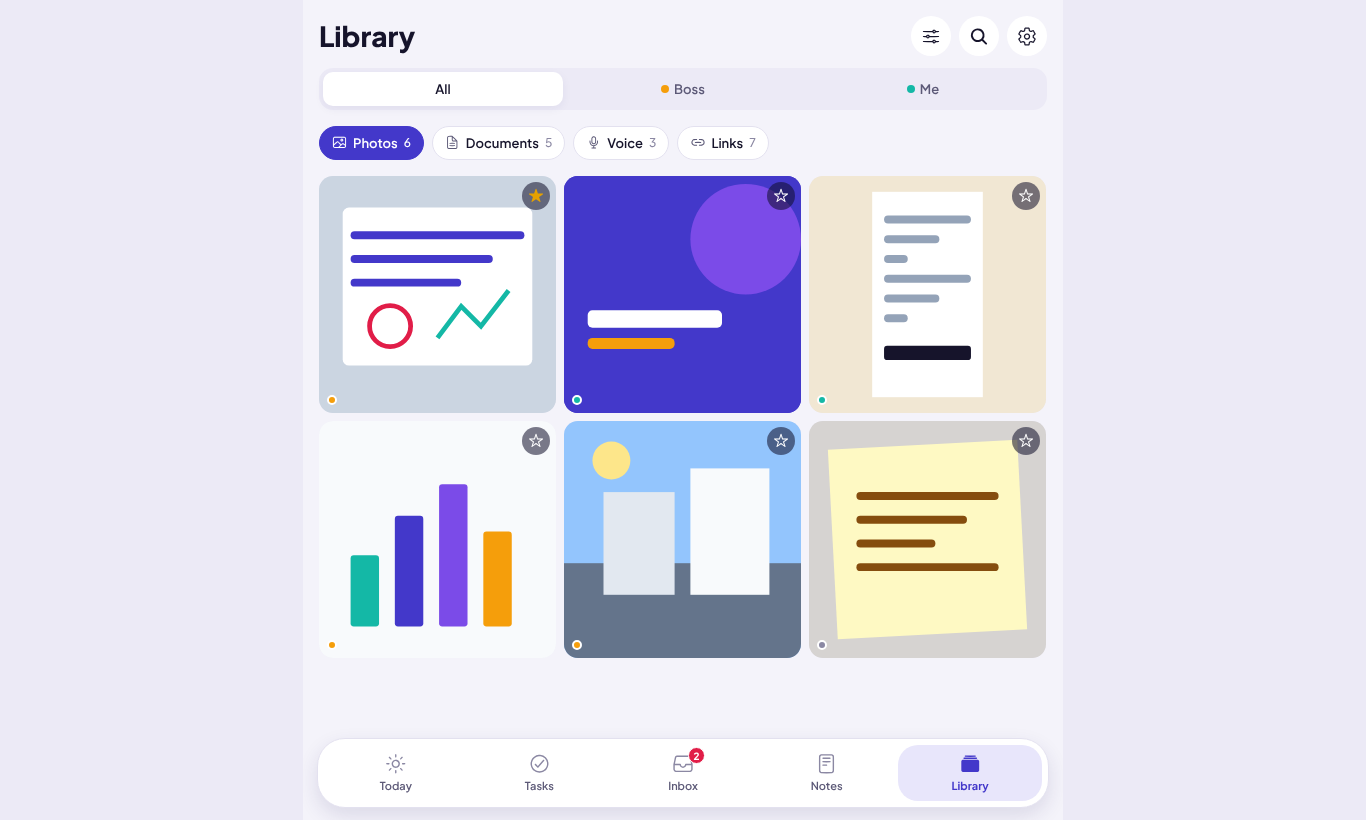 Library
All
Boss
Me
Photos 6
Documents 5
Voice 3
Links 7
2
Today
Tasks
Inbox
Notes
Library